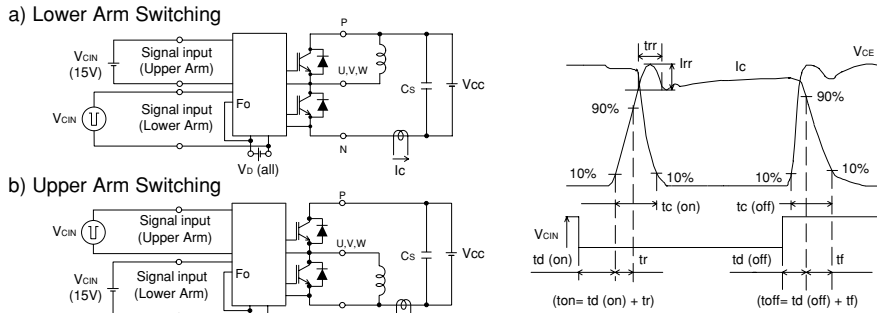 a) Lower Arm Switching
P
VCIN
(15V)
Signal input
(Upper Arm)
U,V,W
CS
VCC
Fo
VCIN
Signal input
(Lower Arm)
N
VD (all)
Ic
b) Upper Arm Switching
P
VCIN
Signal input
(Upper Arm)
U,V,W
CS
VCC
Fo
VCIN
(15V)
Signal input
(Lower Arm)
trr
Irr
Ic
VCE
90%
90%
10%
10%
10%
10%
tc (on)
tc (off)
VCIN
td (on)
tr
td (off)
tf
(ton= td (on) + tr)
(toff= td (off) + tf)